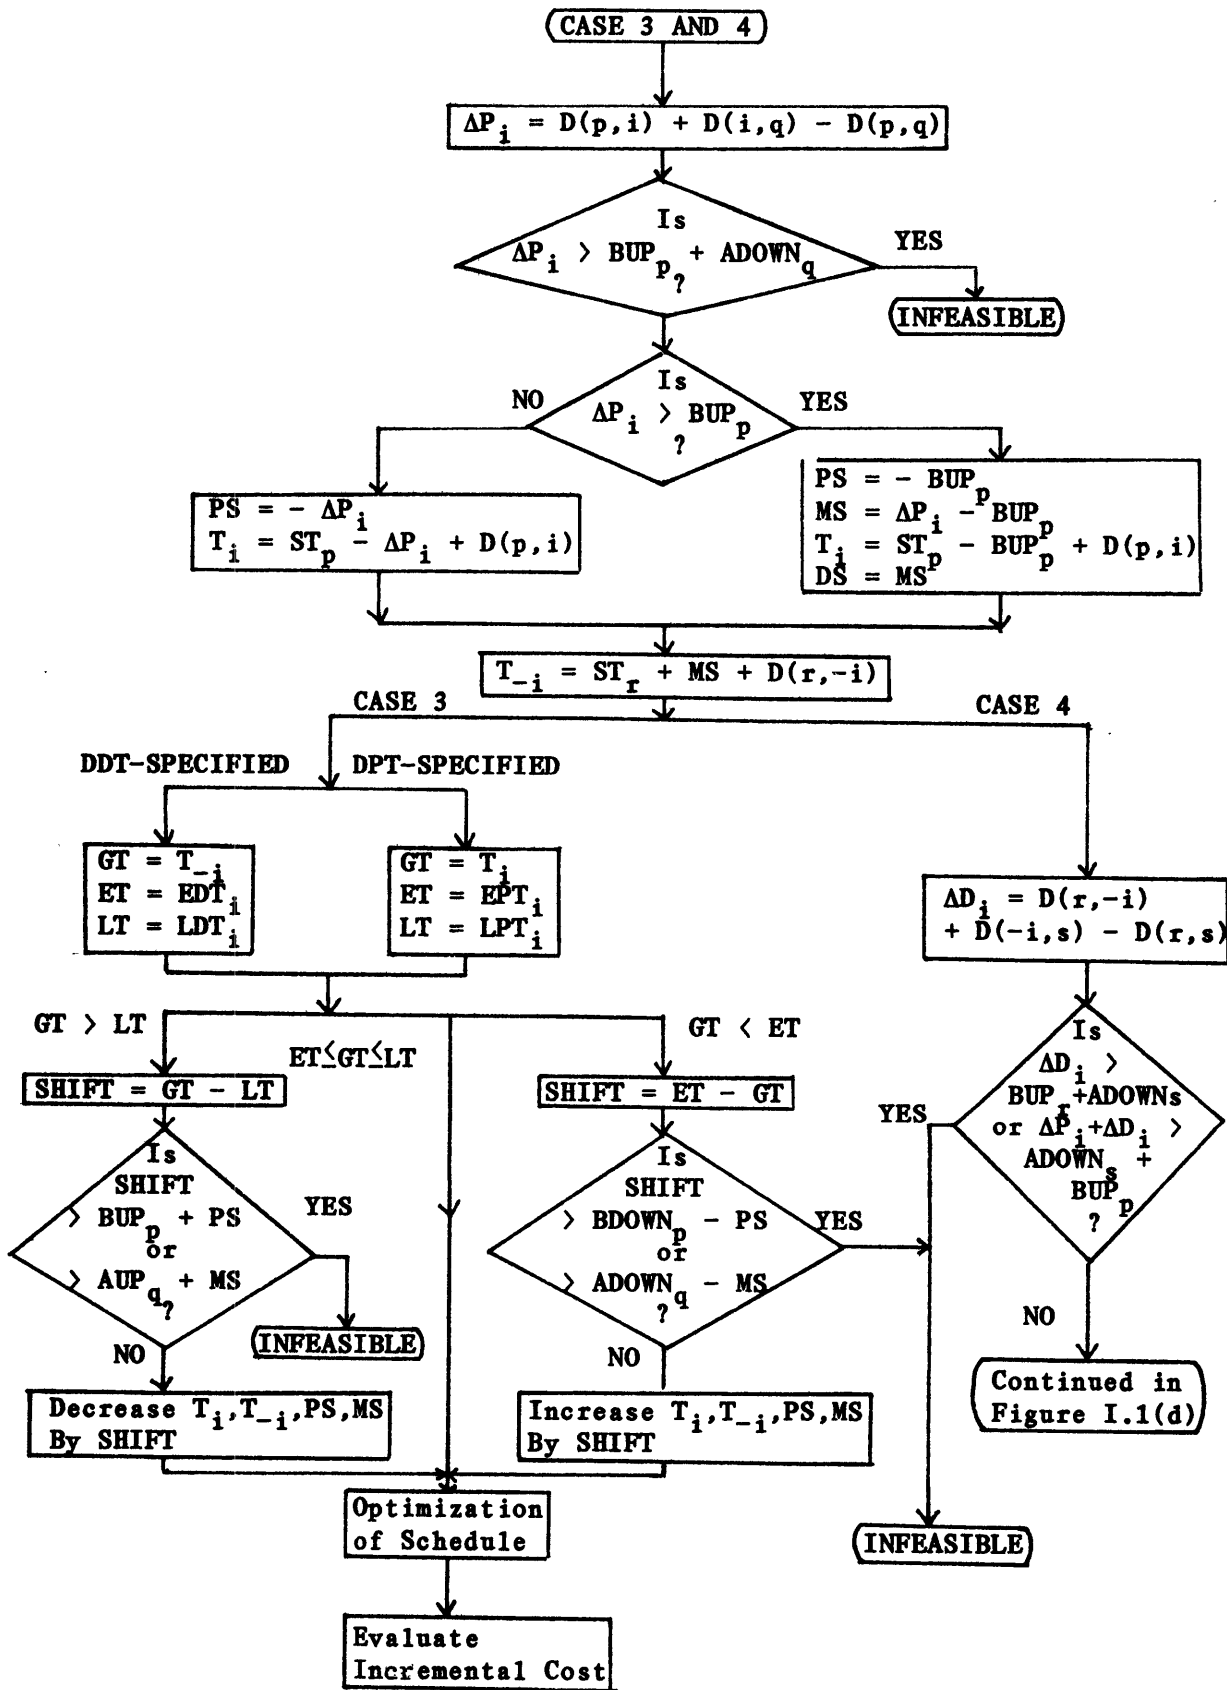 CASE 3 AND 4
ΔP_i = D(p,i) + D(i,q) - D(p,q)
Is
ΔP_i > BUP_p + ADOWN_q
?
YES
INFEASIBLE
Is
ΔP_i > BUP_p
?
NO
YES
PS = - ΔP_i
T_i = ST_p - ΔP_i + D(p,i)
PS = - BUP_p
MS = ΔP_i - BUP_p
T_i = ST_p - BUP_p + D(p,i)
DS = MS
T_-i = ST_r + MS + D(r,-i)
CASE 3
CASE 4
DDT-SPECIFIED
DPT-SPECIFIED
GT = T_-i
ET = EDT_i
LT = LDT_i
GT = T_i
ET = EPT_i
LT = LPT_i
ΔD_i = D(r,-i)
+ D(-i,s) - D(r,s)
GT > LT
ET≤GT≤LT
GT < ET
SHIFT = GT - LT
SHIFT = ET - GT
Is
SHIFT
> BUP_p + PS
or
> AUP_q + MS
?
YES
INFEASIBLE
NO
Decrease T_i,T_-i,PS,MS
By SHIFT
Is
SHIFT
> BDOWN_p - PS
or
> ADOWN_q - MS
?
YES
NO
Increase T_i,T_-i,PS,MS
By SHIFT
Is
ΔD_i >
BUP_r+ADOWNs
or ΔP_i+ΔD_i >
ADOWN_s +
BUP_p
?
YES
NO
Continued in
Figure I.1(d)
INFEASIBLE
Optimization
of Schedule
Evaluate
Incremental Cost